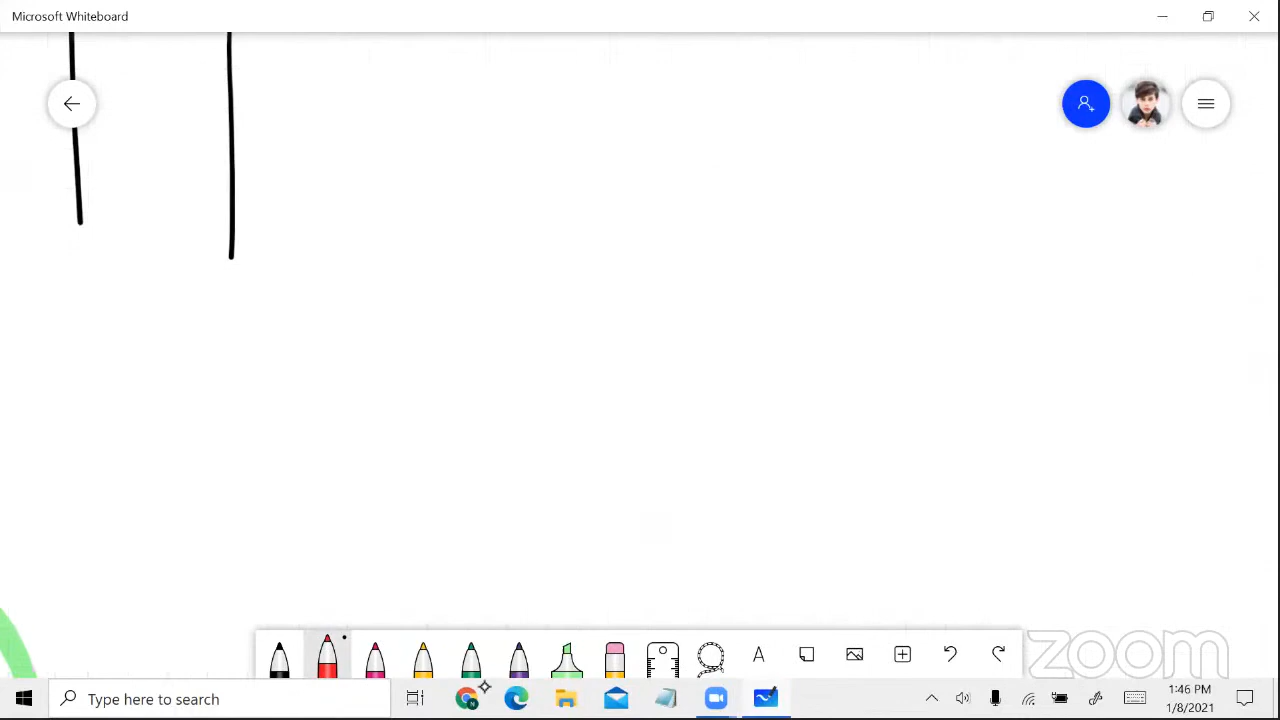 Microsoft Whiteboard
A
zoom
Type here to search
N
1:46 PM
1/8/2021